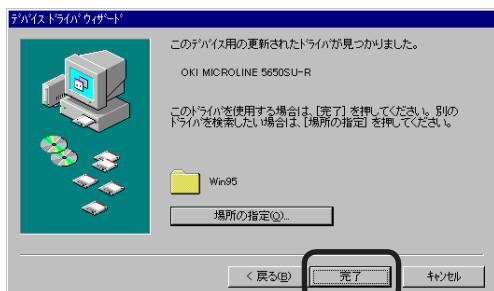 デバイス ドライバ ウィザード
このデバイス用の更新されたドライバが見つかりました。
OKI MICROLINE 5650SU-R
このドライバを使用する場合は、[完了] を押してください。別の
ドライバを検索したい場合は、[場所の指定] を押してください。
Win95
場所の指定(O)...
< 戻る(B)
完了
キャンセル